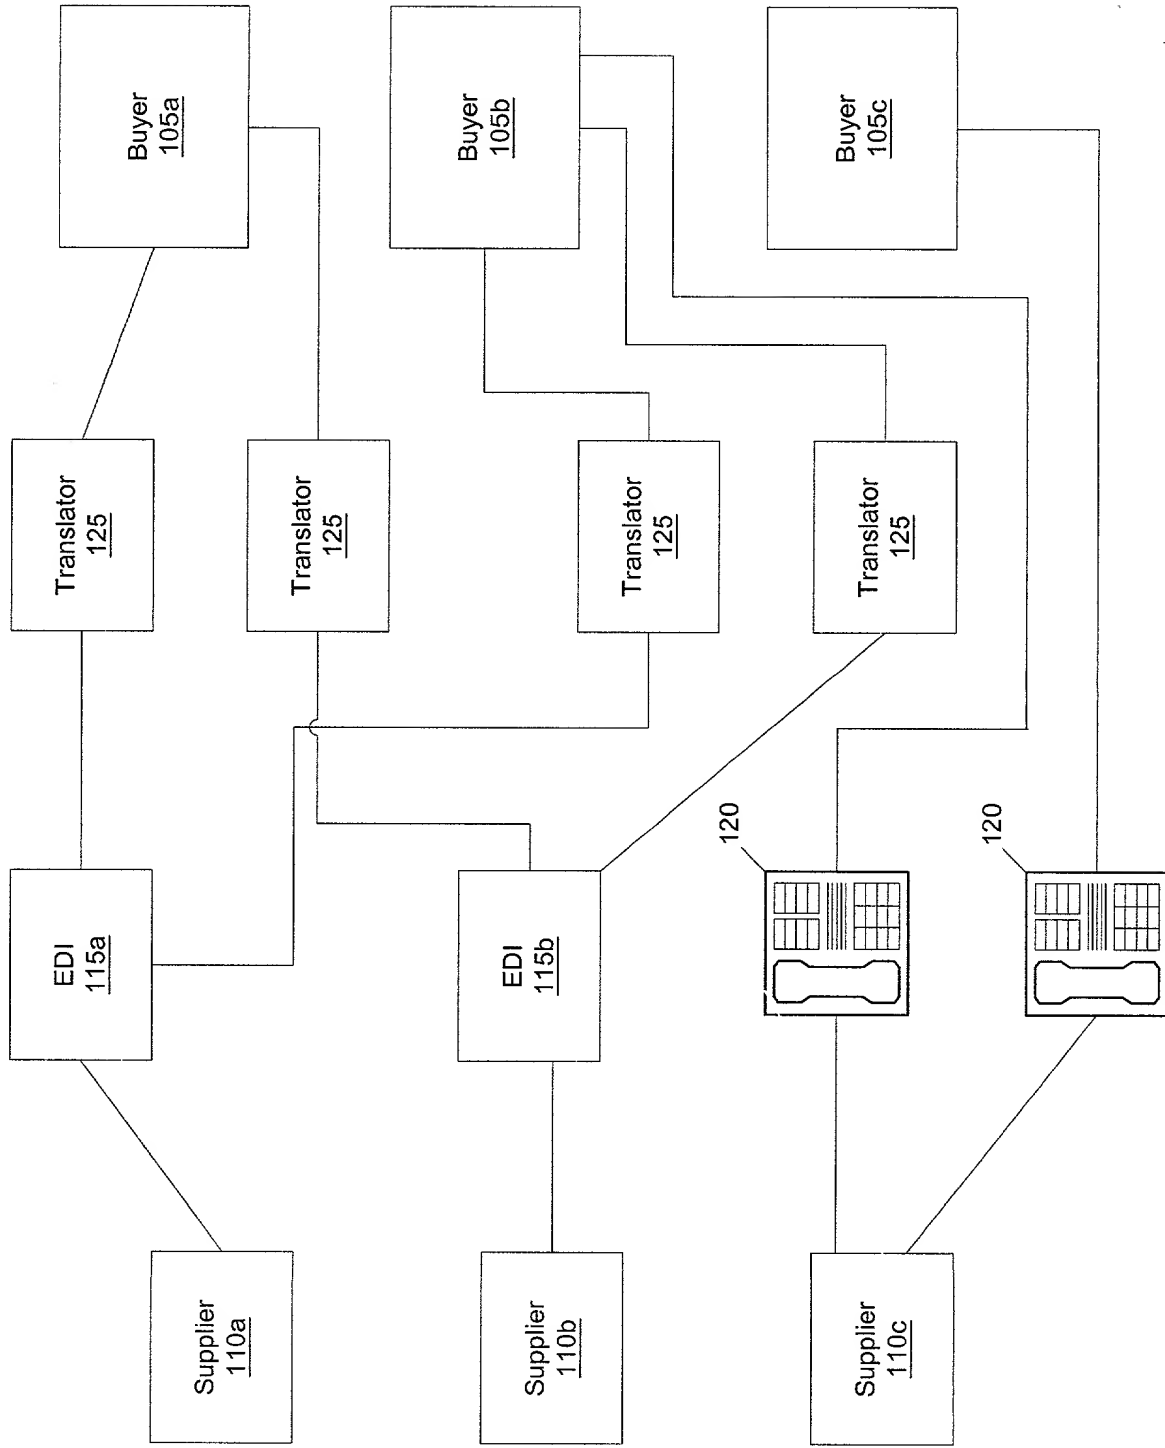 Buyer
105a
Buyer
105b
Buyer
105c
Translator
125
Translator
125
Translator
125
Translator
125
EDI
115a
EDI
115b
120
120
Supplier
110a
Supplier
110b
Supplier
110c